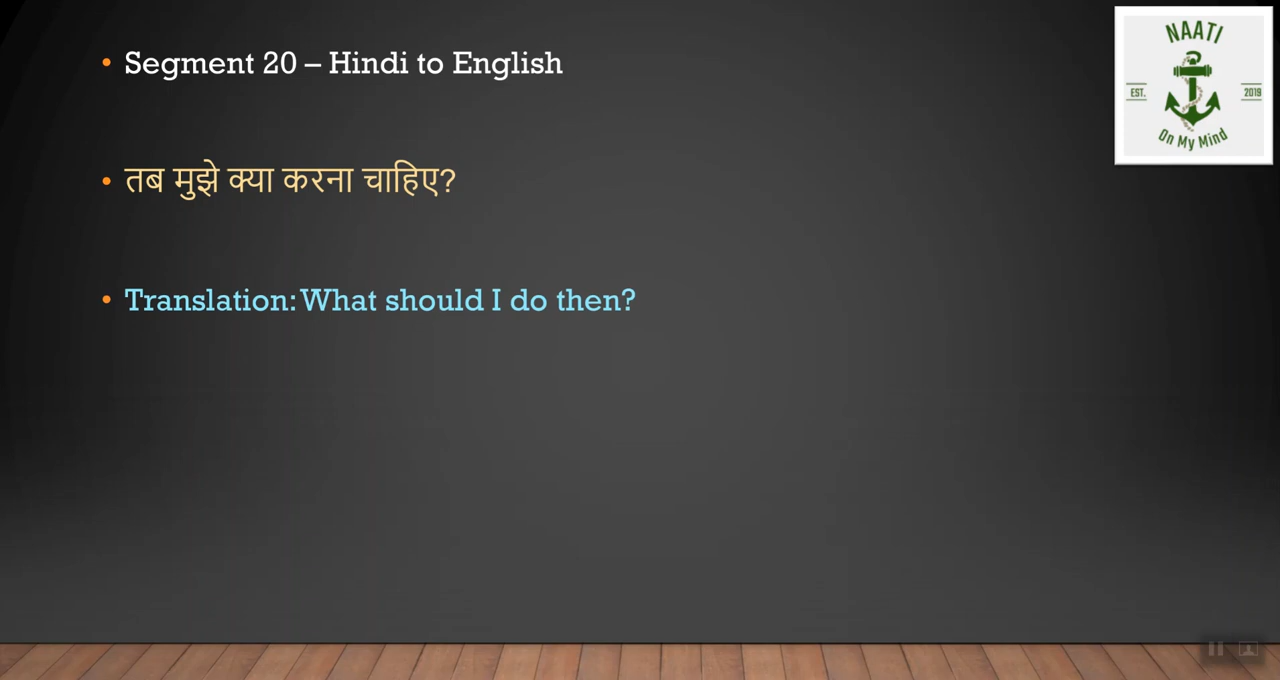 Segment 20 – Hindi to English
तब मुझे क्या करना चाहिए?
Translation: What should I do then?
NAATI
EST. 2019
On My Mind